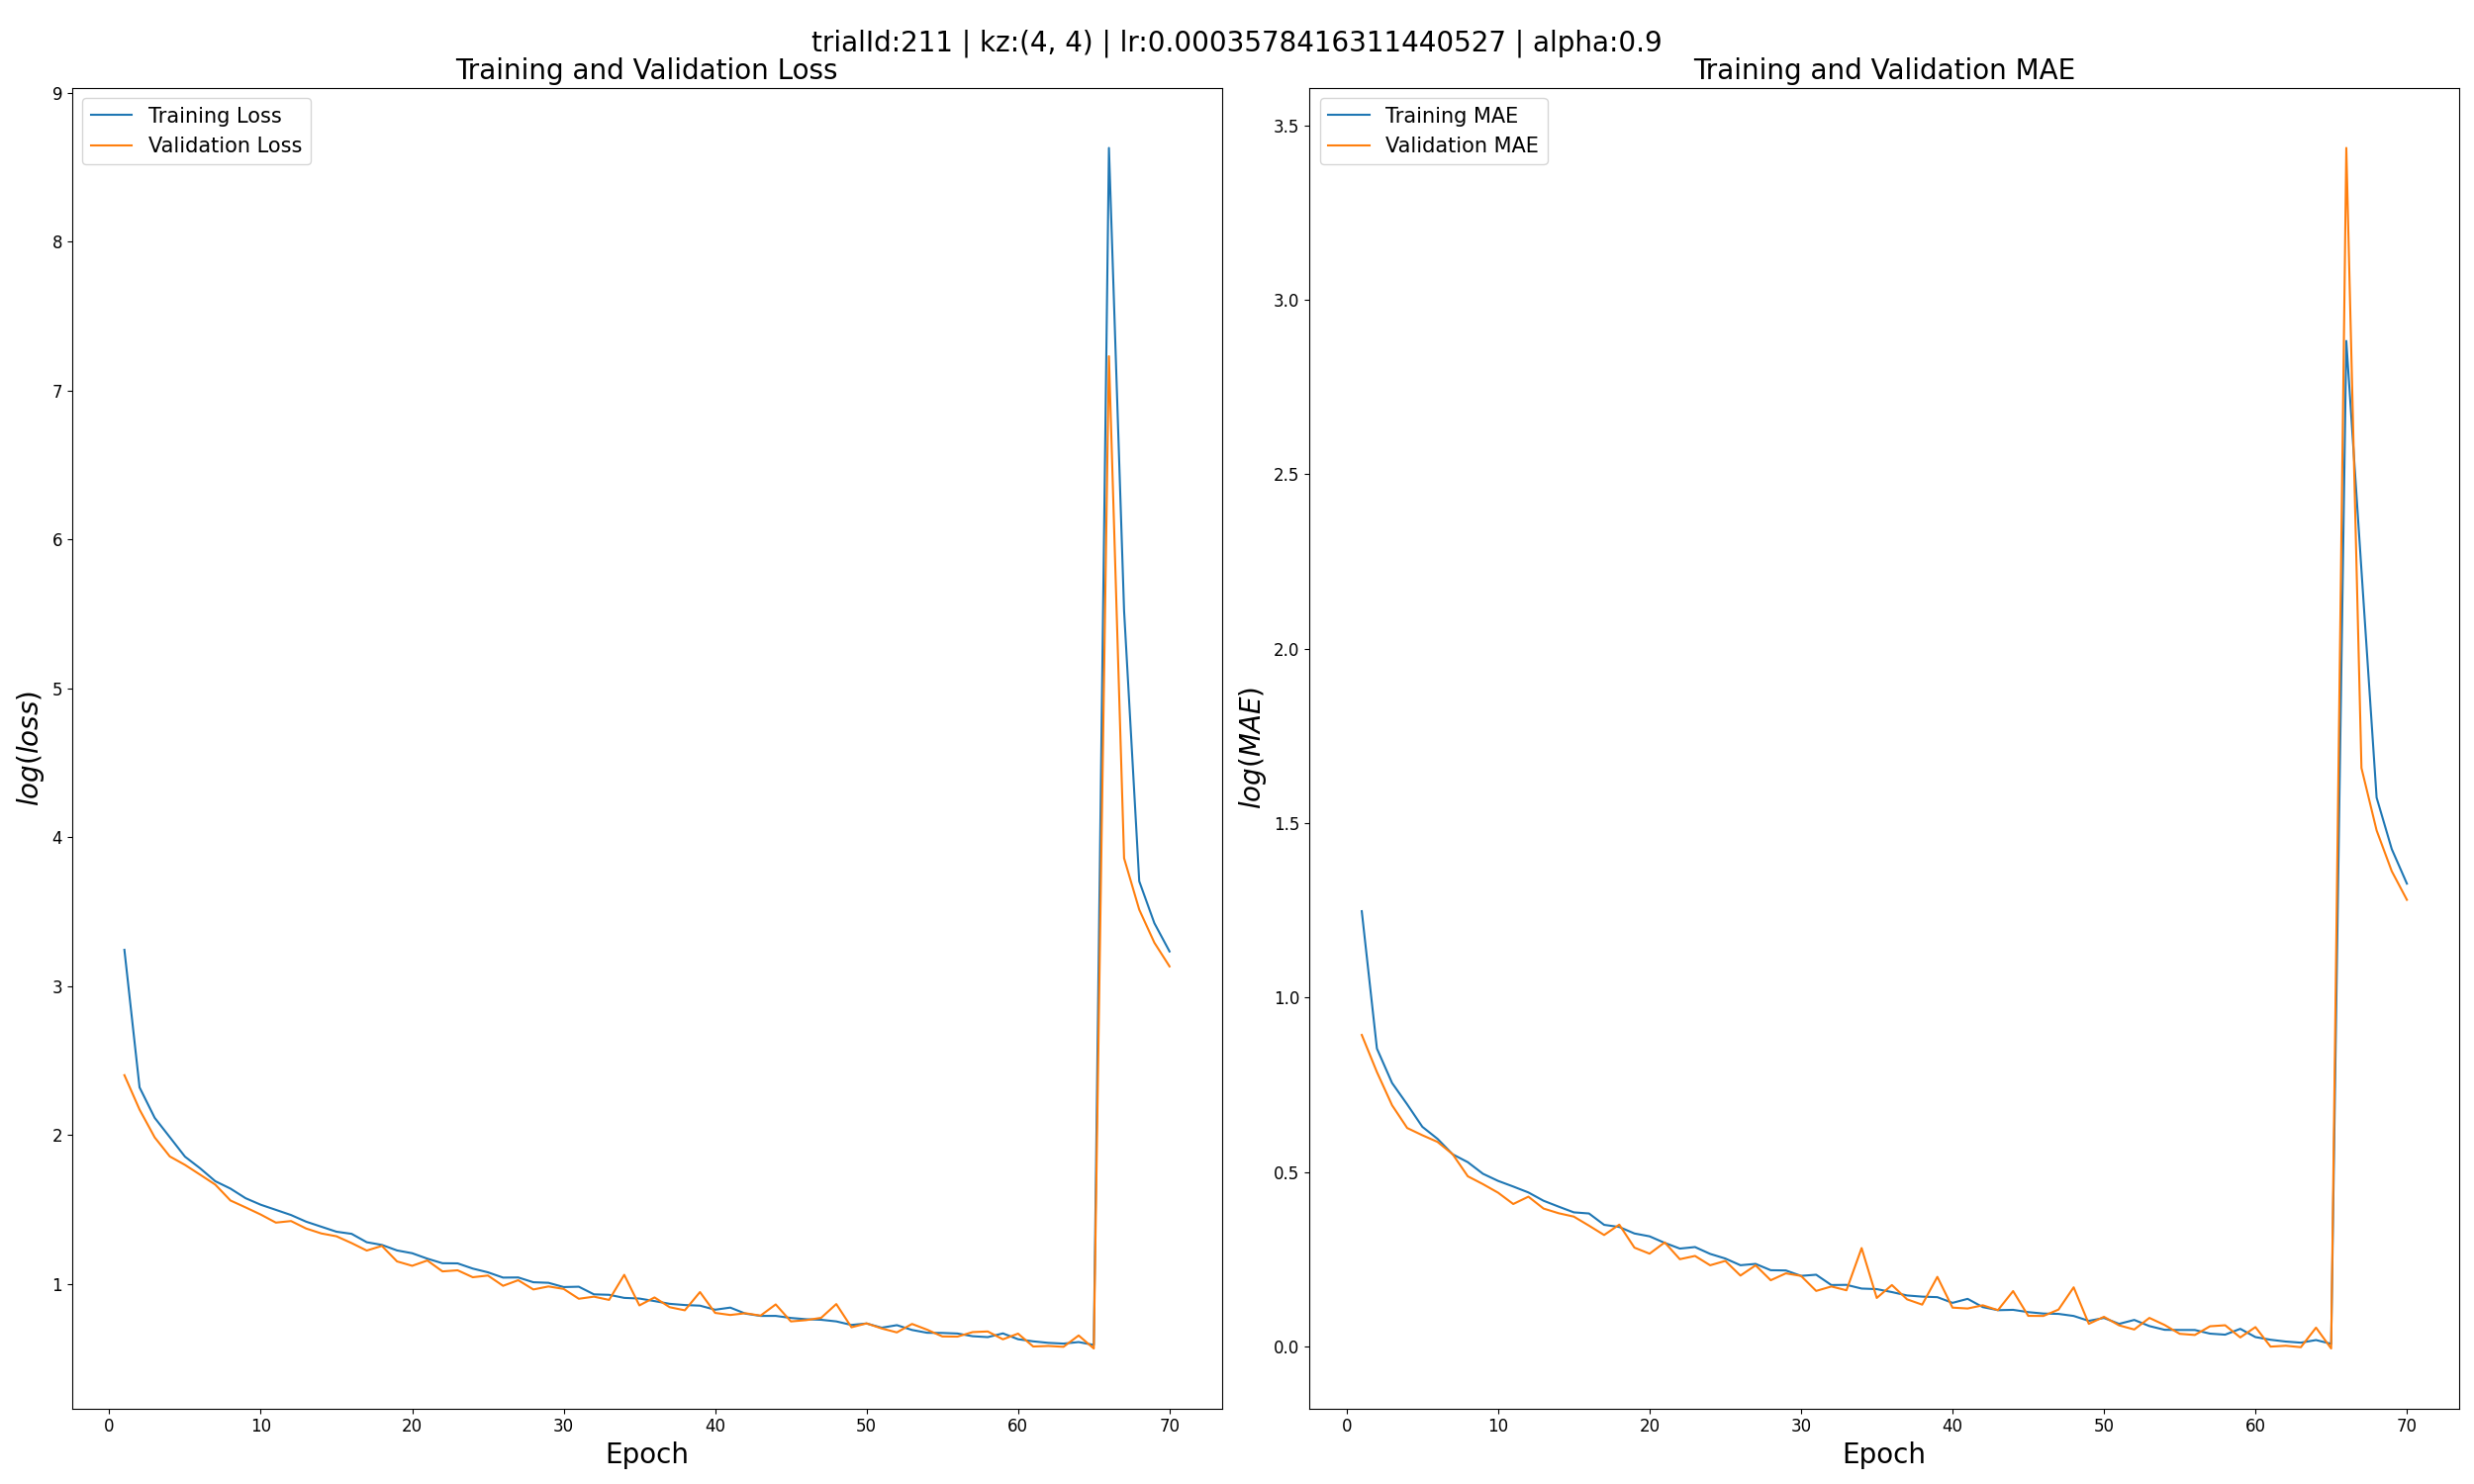 trialId:211 | kz:(4, 4) | lr:0.0003578416311440527 | alpha:0.9
Training and Validation Loss
9
8
7
6
5
4
3
2
1
log(loss)
Training Loss
Validation Loss
0 10 20 30 40 50 60 70
Epoch
Training and Validation MAE
3.5
3.0
2.5
2.0
1.5
1.0
0.5
0.0
log(MAE)
Training MAE
Validation MAE
0 10 20 30 40 50 60 70
Epoch